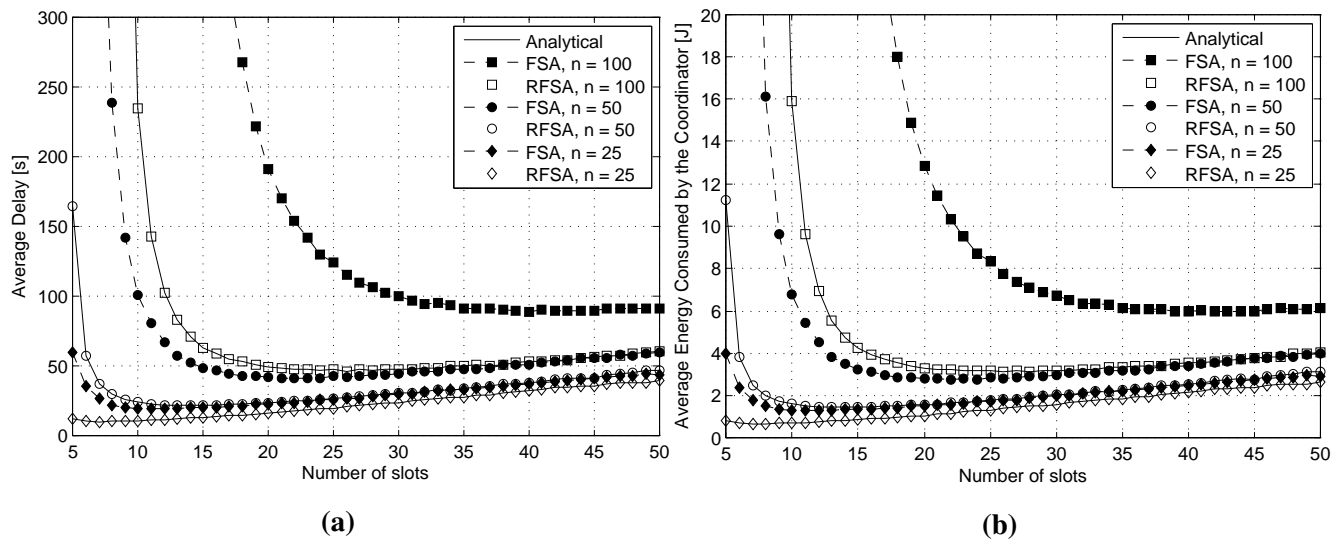 300
250
200
150
100
50
0
Average Delay [s]
Analytical
FSA, n = 100
RFSA, n = 100
FSA, n = 50
RFSA, n = 50
FSA, n = 25
RFSA, n = 25
5 10 15 20 25 30 35 40 45 50
Number of slots
(a)
20
18
16
14
12
10
8
6
4
2
0
Average Energy Consumed by the Coordinator [J]
Analytical
FSA, n = 100
RFSA, n = 100
FSA, n = 50
RFSA, n = 50
FSA, n = 25
RFSA, n = 25
5 10 15 20 25 30 35 40 45 50
Number of slots
(b)